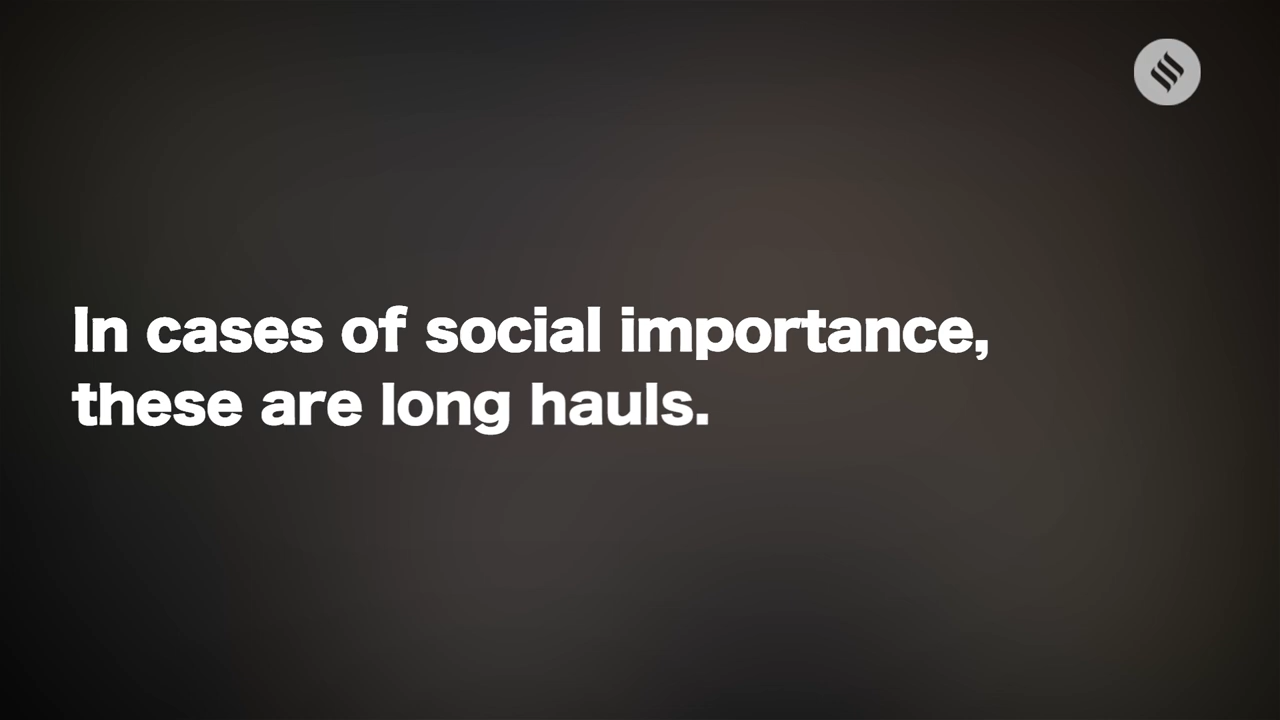 In cases of social importance,
these are long hauls.